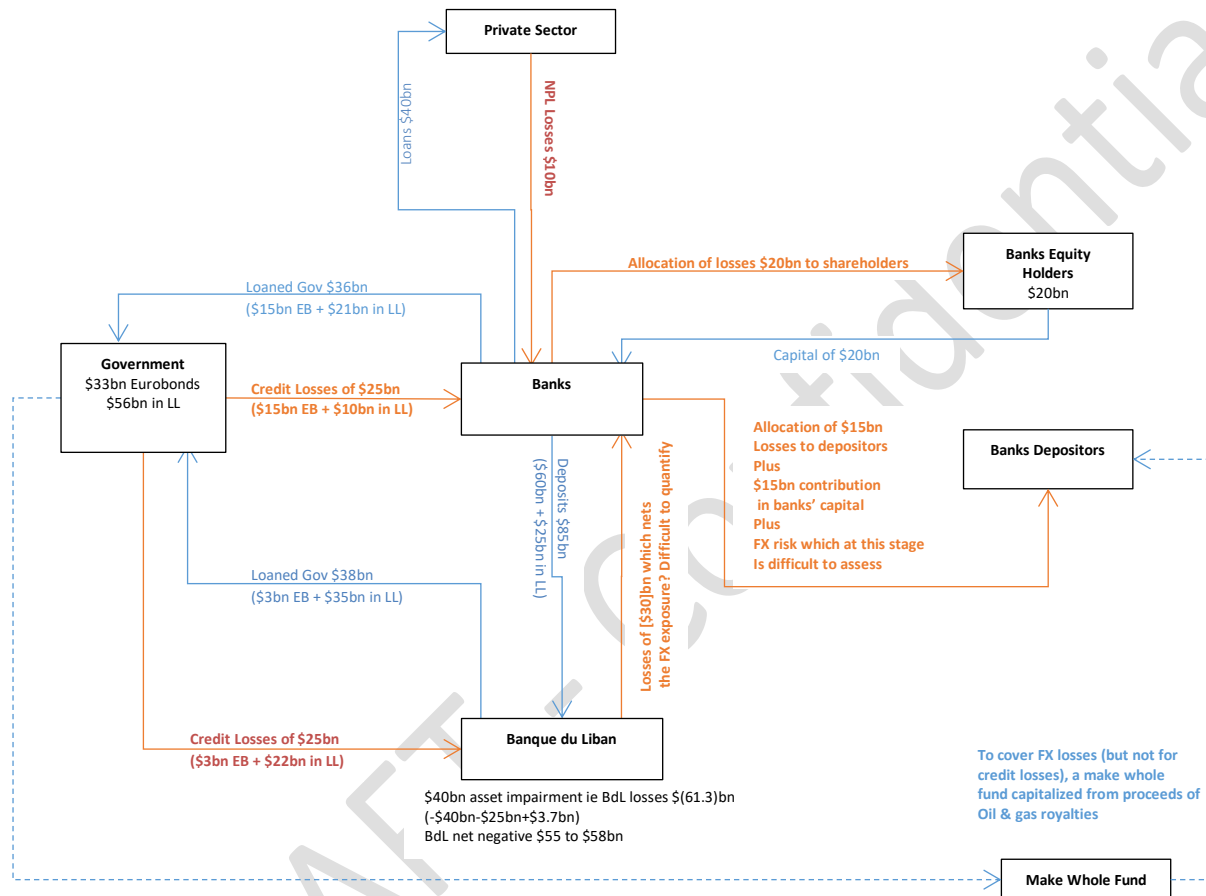 Private Sector
Loans $40bn
NPL Losses $10bn
Banks Equity
Holders
$20bn
Allocation of losses $20bn to shareholders
Capital of $20bn
Loaned Gov $36bn
($15bn EB + $21bn in LL)
Government
$33bn Eurobonds
$56bn in LL
Credit Losses of $25bn
($15bn EB + $10bn in LL)
Banks
Allocation of $15bn
Losses to depositors
Plus
$15bn contribution
in banks’ capital
Plus
FX risk which at this stage
Is difficult to assess
Banks Depositors
Deposits $85bn
($60bn + $25bn in LL)
Losses of [$30]bn which nets
the FX exposure? Difficult to quantify
Loaned Gov $38bn
($3bn EB + $35bn in LL)
Credit Losses of $25bn
($3bn EB + $22bn in LL)
Banque du Liban
$40bn asset impairment ie BdL losses $(61.3)bn
(-$40bn-$25bn+$3.7bn)
BdL net negative $55 to $58bn
To cover FX losses (but not for
credit losses), a make whole
fund capitalized from proceeds of
Oil & gas royalties
Make Whole Fund